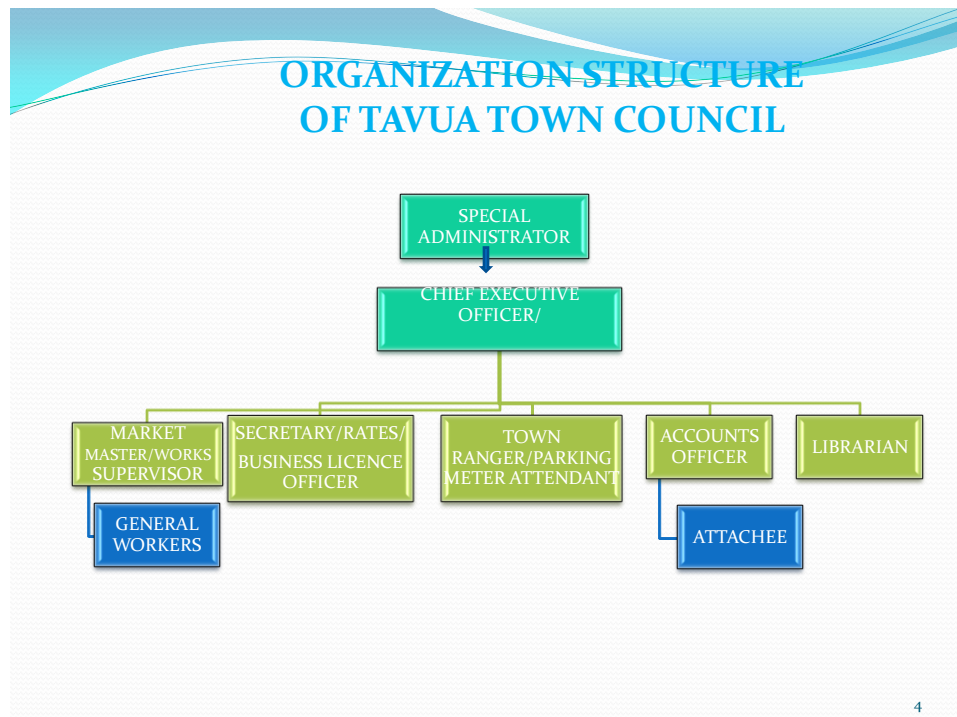 ORGANIZATION STRUCTURE
OF TAVUA TOWN COUNCIL
SPECIAL
ADMINISTRATOR
CHIEF EXECUTIVE
OFFICER/
MARKET
MASTER/WORKS
SUPERVISOR
SECRETARY/RATES/
BUSINESS LICENCE
OFFICER
TOWN
RANGER/PARKING
METER ATTENDANT
ACCOUNTS
OFFICER
LIBRARIAN
GENERAL
WORKERS
ATTACHEE
4